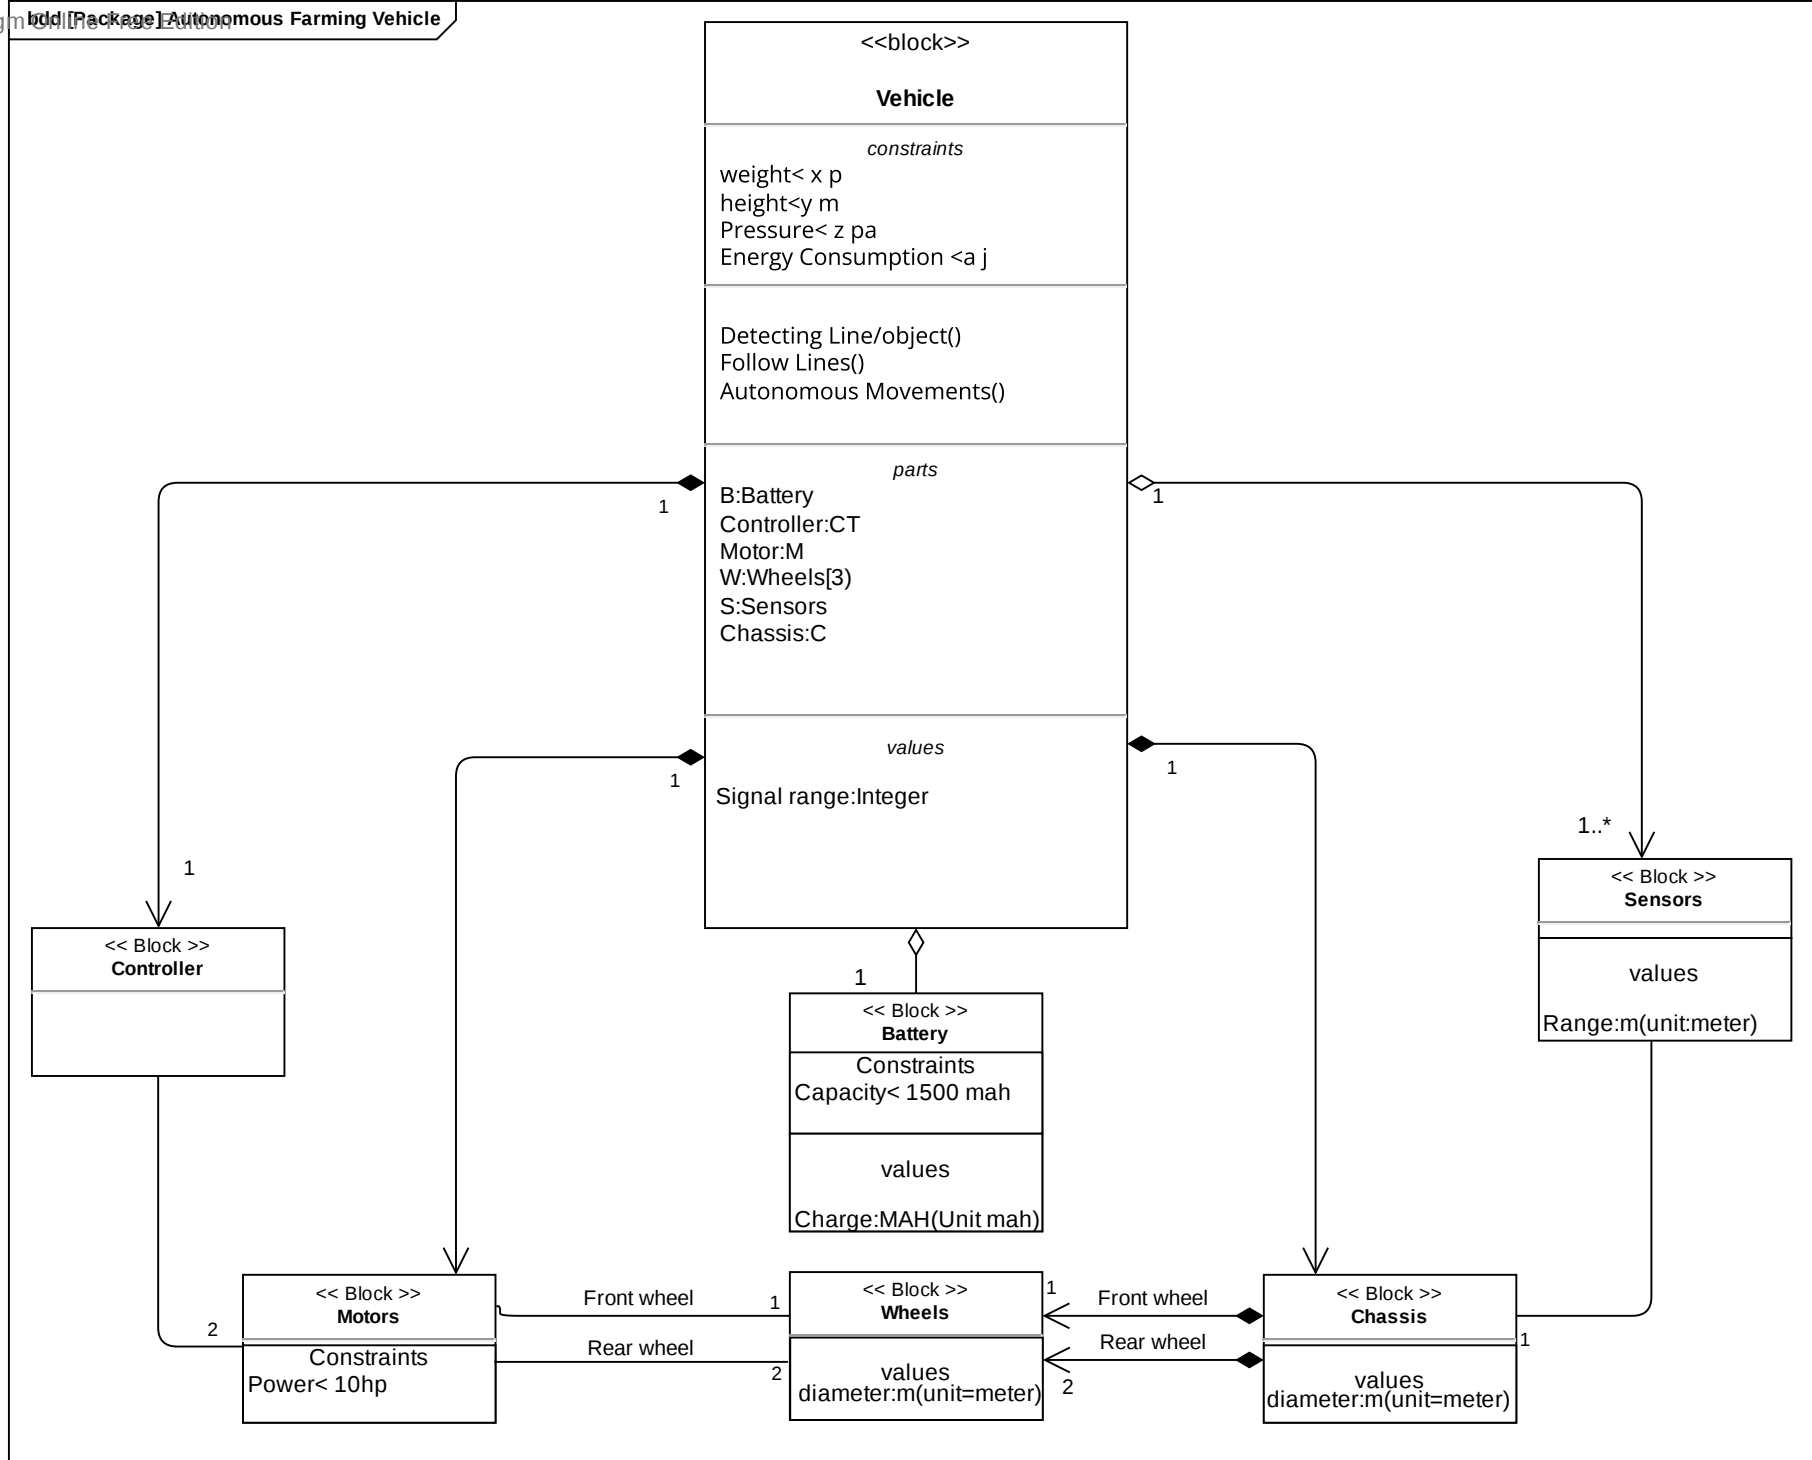 bdd [Package] Autonomous Farming Vehicle
gm Online Free Edition
<<block>>
Vehicle
constraints
weight< x p
height<y m
Pressure< z pa
Energy Consumption <a j
Detecting Line/object()
Follow Lines()
Autonomous Movements()
parts
B:Battery
Controller:CT
Motor:M
W:Wheels[3)
S:Sensors
Chassis:C
values
Signal range:Integer
1
1
1
1
1
1..*
<< Block >>
Controller
<< Block >>
Sensors
values
Range:m(unit:meter)
1
<< Block >>
Battery
Constraints
Capacity< 1500 mah
values
Charge:MAH(Unit mah)
<< Block >>
Motors
Constraints
Power< 10hp
2
Front wheel
1
Rear wheel
2
<< Block >>
Wheels
values
diameter:m(unit=meter)
1
Front wheel
Rear wheel
2
<< Block >>
Chassis
values
diameter:m(unit=meter)
1